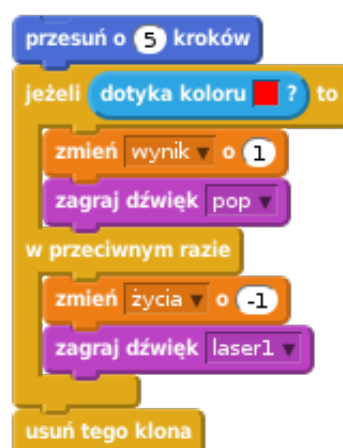 przesuń o 5 kroków
jeżeli dotyka koloru ? to
zmień wynik o 1
zagraj dźwięk pop
w przeciwnym razie
zmień życia o -1
zagraj dźwięk laser1
usuń tego klona